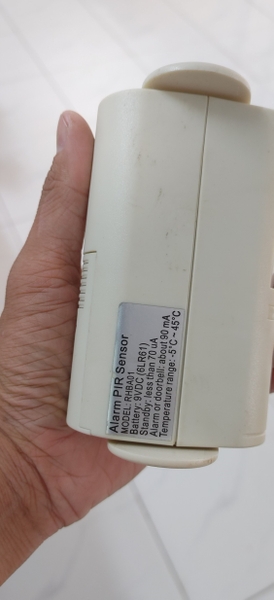 Alarm PIR Sensor
MODEL: RHBA01
Battery: 9VDC (6LR61)
Standby: less than 70 uA
Alarm or doorbell: about 90 mA
Temperature range: -5°C ~ 45°C